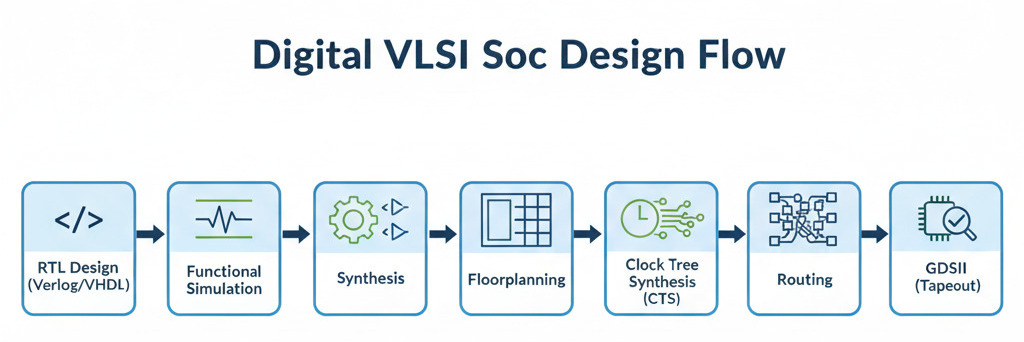 Digital VLSI Soc Design Flow
</>
RTL Design
(Verlog/VHDL)
Functional
Simulation
Synthesis
Floorplanning
Clock Tree
Synthesis
(CTS)
Routing
GDSII
(Tapeout)